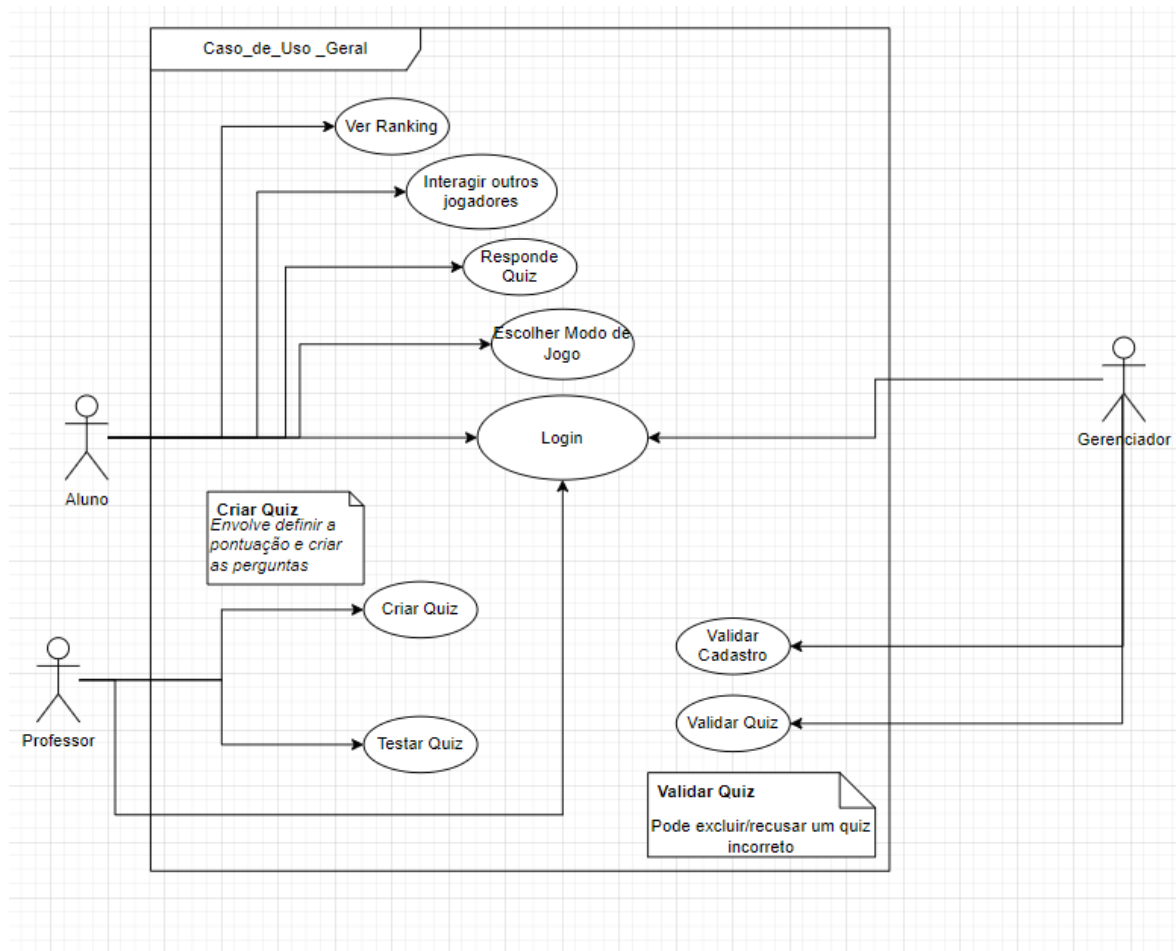 Caso_de_Uso _Geral
Ver Ranking
Interagir outros
jogadores
Responde
Quiz
Escolher Modo de
Jogo
Login
Aluno
Gerenciador
Criar Quiz
Envolve definir a
pontuação e criar
as perguntas
Criar Quiz
Validar
Cadastro
Professor
Testar Quiz
Validar Quiz
Validar Quiz
Pode excluir/recusar um quiz
incorreto